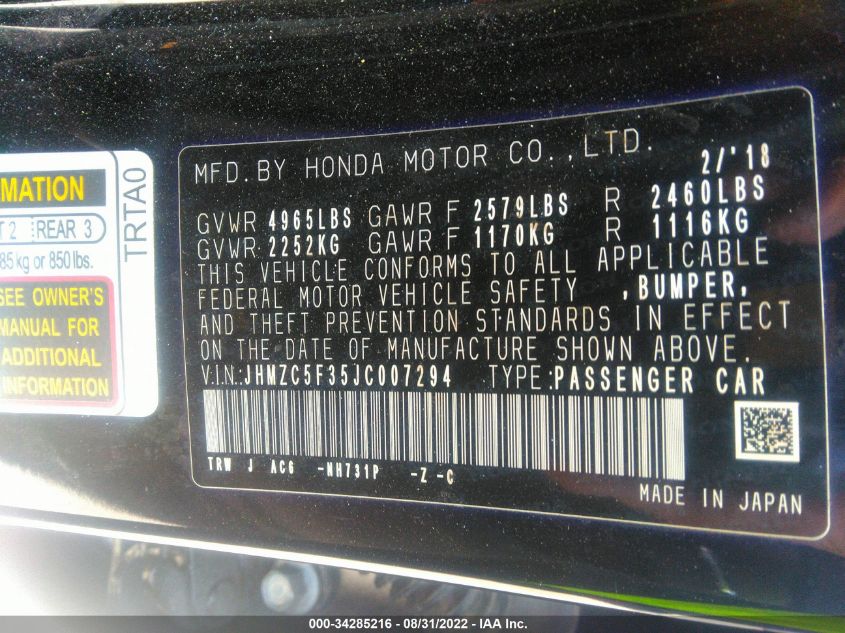 MATION
T 2 REAR 3
85 kg or 850 lbs.
SEE OWNER'S
MANUAL FOR
ADDITIONAL
INFORMATION
TRTA0
MFD. BY HONDA MOTOR CO., LTD. 2/'18
GVWR 4965LBS GAWR F 2579LBS R 2460LBS
GVWR 2252KG GAWR F 1170KG R 1116KG
THIS VEHICLE CONFORMS TO ALL APPLICABLE
FEDERAL MOTOR VEHICLE SAFETY ,BUMPER,
AND THEFT PREVENTION STANDARDS IN EFFECT
ON THE DATE OF MANUFACTURE SHOWN ABOVE.
VIN:JHMZC5F35JC007294 TYPE:PASSENGER CAR
TRW J AC6 -NH731P -Z -C
MADE IN JAPAN
000-34285216 - 08/31/2022 - IAA Inc.